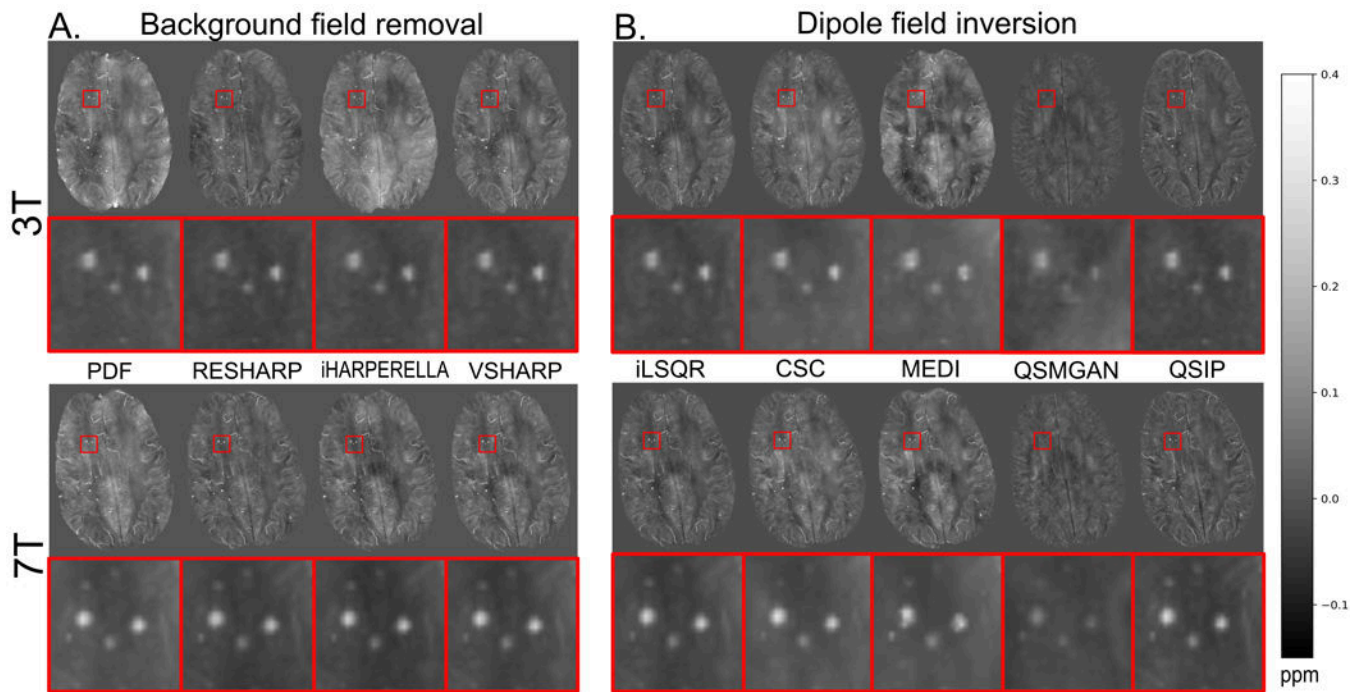 A. Background field removal
B. Dipole field inversion
3T
PDF RESHARP iHARPERELLA VSHARP
iLSQR CSC MEDI QSMGAN QSIP
7T
0.4
0.3
0.2
0.1
0.0
−0.1
ppm